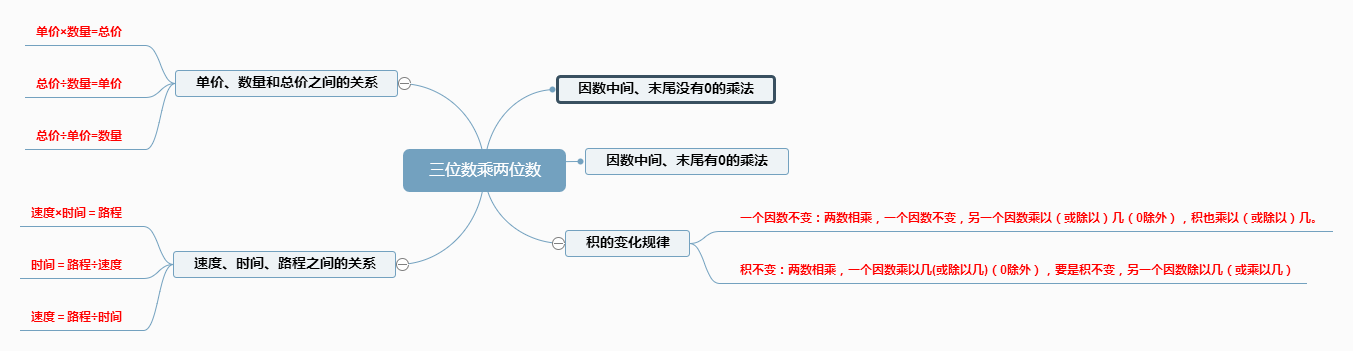 三位数乘两位数
单价、数量和总价之间的关系
单价×数量=总价
总价÷数量=单价
总价÷单价=数量
速度、时间、路程之间的关系
速度×时间＝路程
时间＝路程÷速度
速度＝路程÷时间
因数中间、末尾没有0的乘法
因数中间、末尾有0的乘法
积的变化规律
一个因数不变：两数相乘，一个因数不变，另一个因数乘以（或除以）几（0除外），积也乘以（或除以）几。
积不变：两数相乘，一个因数乘以几(或除以几)（0除外），要是积不变，另一个因数除以几（或乘以几）